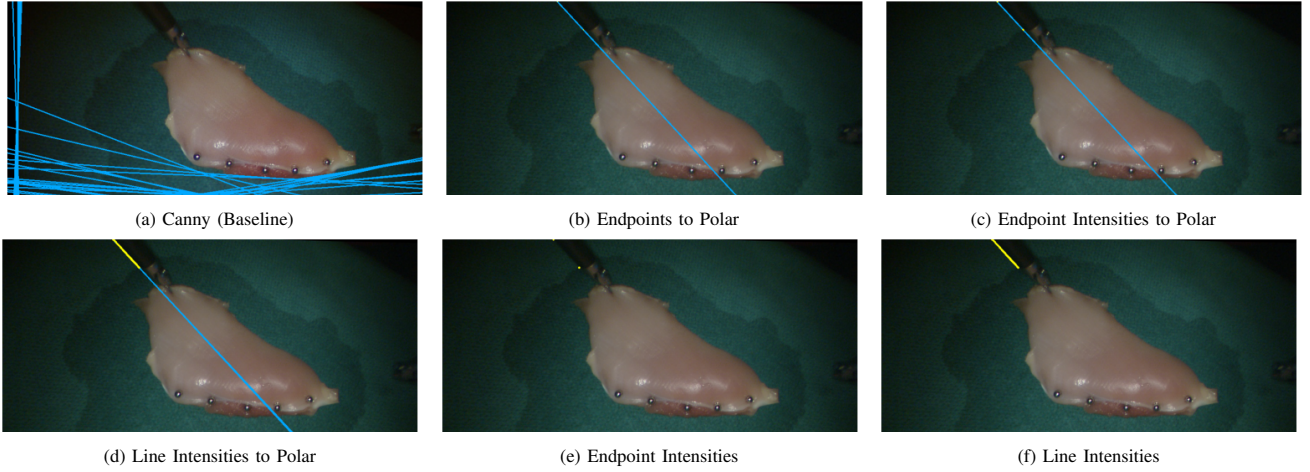 (a) Canny (Baseline)
(b) Endpoints to Polar
(c) Endpoint Intensities to Polar
(d) Line Intensities to Polar
(e) Endpoint Intensities
(f) Line Intensities